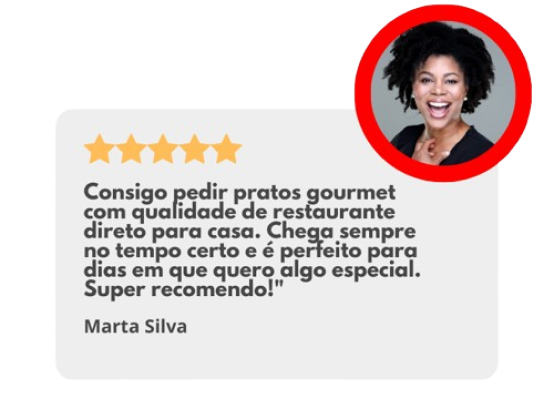 Consigo pedir pratos gourmet
com qualidade de restaurante
direto para casa. Chega sempre
no tempo certo e é perfeito para
dias em que quero algo especial.
Super recomendo!"
Marta Silva